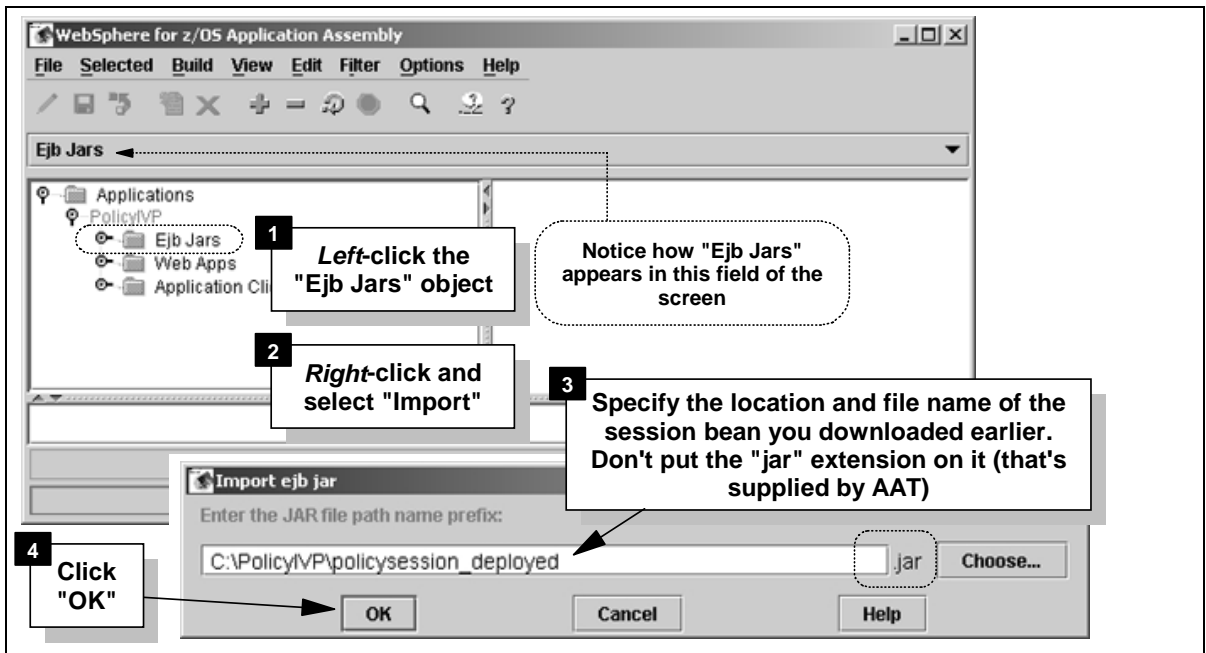 WebSphere for z/OS Application Assembly
File Selected Build View Edit Filter Options Help
Ejb Jars
Applications
PolicyIVP
Ejb Jars
Web Apps
Application Cli
1
Left-click the
"Ejb Jars" object
Notice how "Ejb Jars"
appears in this field of the
screen
2
Right-click and
select "Import"
3
Specify the location and file name of the
session bean you downloaded earlier.
Don't put the "jar" extension on it (that's
supplied by AAT)
Import ejb jar
Enter the JAR file path name prefix:
C:\PolicyIVP\policysession_deployed
.jar
Choose...
4
Click
"OK"
OK Cancel Help